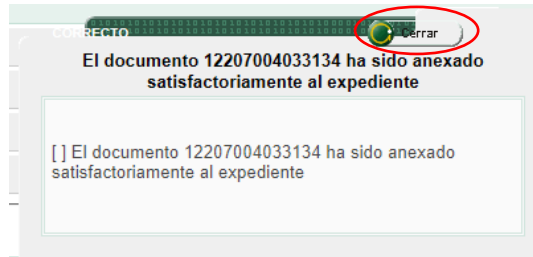 CORRECTO
Cerrar
El documento 12207004033134 ha sido anexado
satisfactoriamente al expediente
[ ] El documento 12207004033134 ha sido anexado
satisfactoriamente al expediente